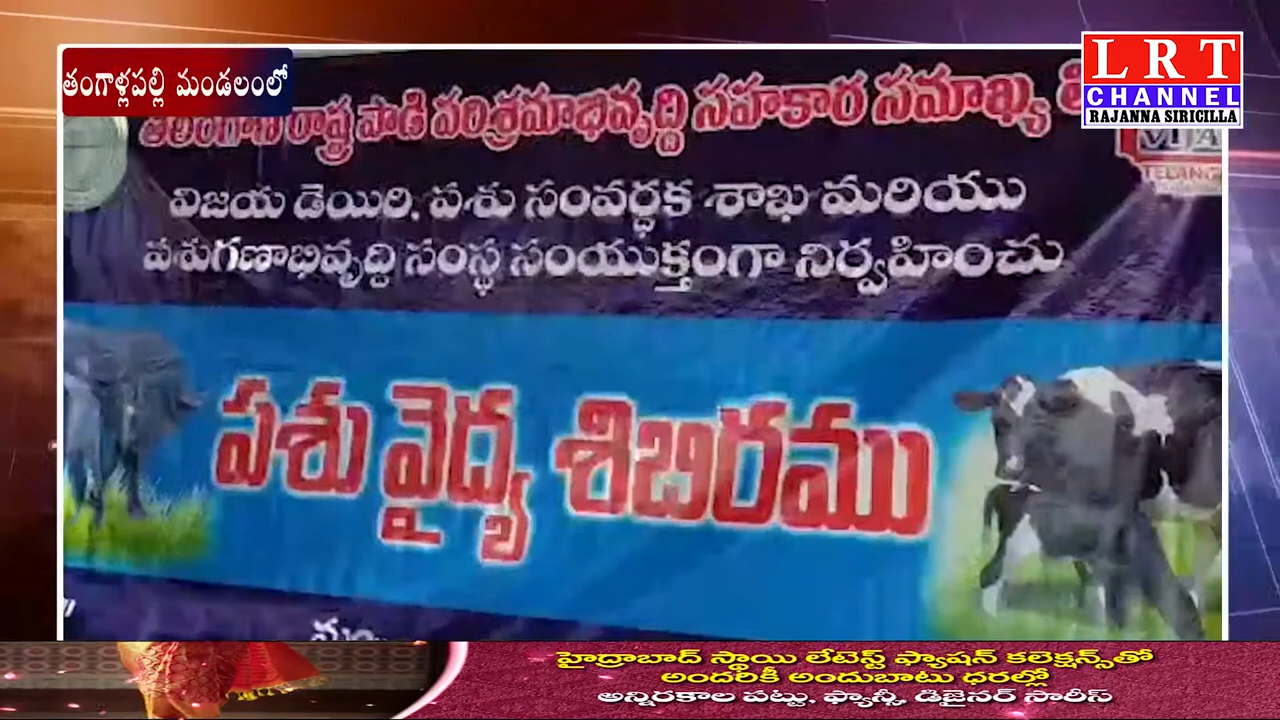 తంగాళ్లపల్లి మండలంలో
LRT
CHANNEL
RAJANNA SIRICILLA
తెలంగాణ రాష్ట్ర పాడి పరిశ్రమాభివృద్ధి సహకార సమాఖ్య
విజయ డెయిరి, పశు సంవర్ధక శాఖ మరియు
పశుగణాభివృద్ది సంస్థ సంయుక్తంగా నిర్వహించు
పశు వైద్య శిబిరము
హైద్రాబాద్ స్థాయి లేటెస్ట్ ఫ్యాషన్ కలెక్షన్స్‌తో
అందరికీ అందుబాటు ధరల్లో
అన్నిరకాల పట్టు, ఫ్యాన్సీ, డిజైనర్ సారీస్